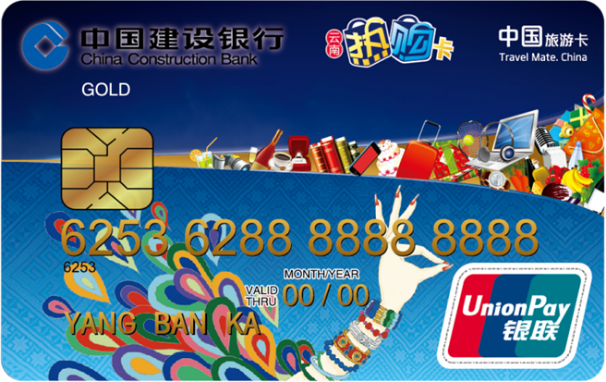 中国建设银行
China Construction Bank
云南
热购卡
中国旅游卡
Travel Mate. China
GOLD
6253 6288 8888 8888
6253
MONTH/YEAR
VALID THRU 00 / 00
YANG BAN KA
UnionPay
银联